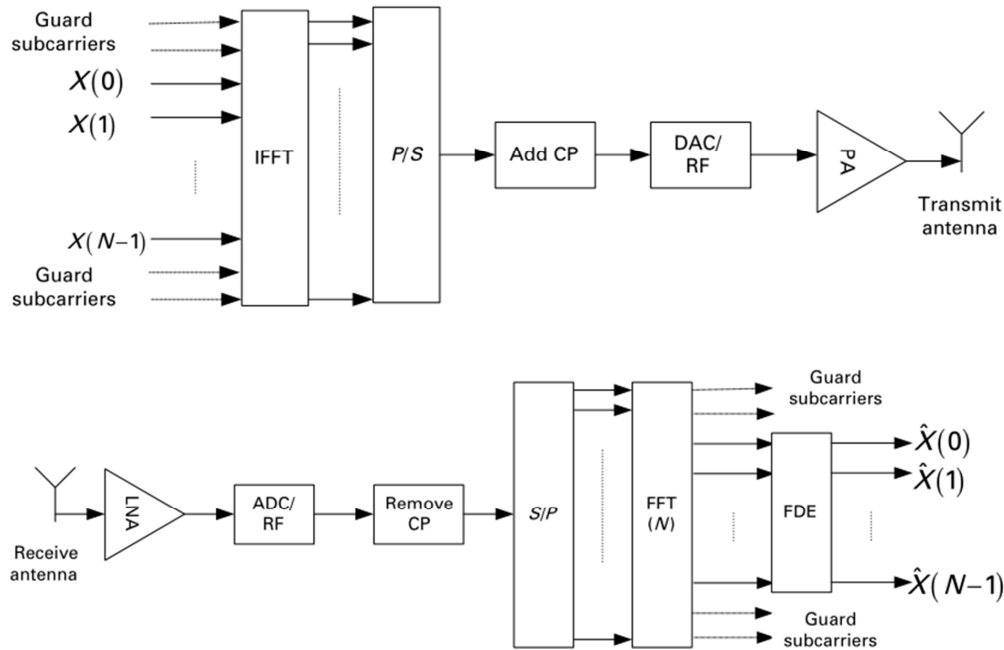 Guard
subcarriers
X(0)
X(1)
X(N−1)
Guard
subcarriers
IFFT
P/S
Add CP
DAC/
RF
PA
Transmit
antenna
Receive
antenna
LNA
ADC/
RF
Remove
CP
S/P
FFT
(N)
Guard
subcarriers
FDE
X̂(0)
X̂(1)
X̂(N−1)
Guard
subcarriers